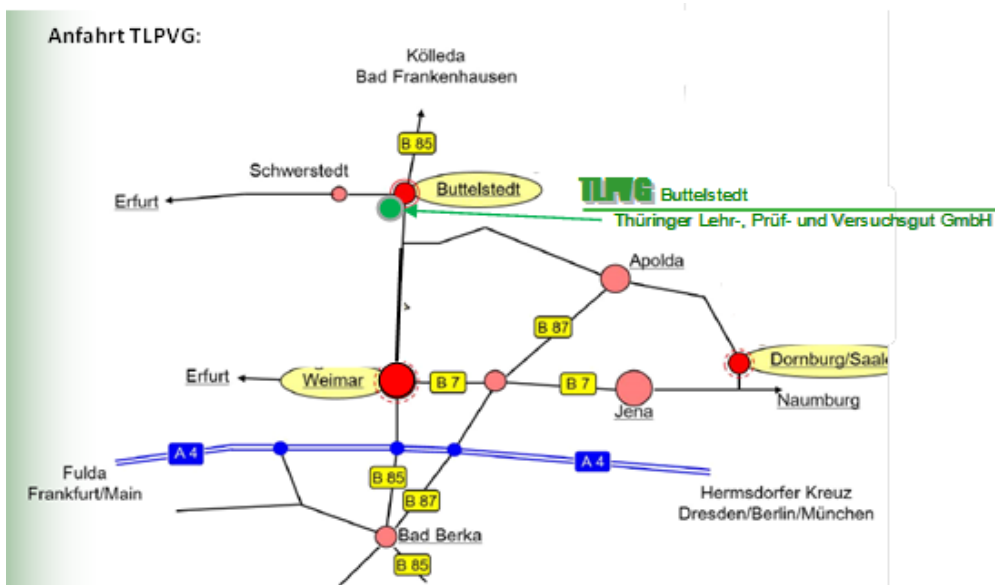 Anfahrt TLPVG:
Kölleda
Bad Frankenhausen
B 85
Schwerstedt
Buttelstedt
Erfurt
TLPVG Buttelstedt
Thüringer Lehr-, Prüf- und Versuchsgut GmbH
Apolda
B 87
Dornburg/Saale
Erfurt
Weimar
B 7
B 7
Jena
Naumburg
A 4
A 4
Fulda
Frankfurt/Main
B 85
B 87
Hermsdorfer Kreuz
Dresden/Berlin/München
Bad Berka
B 85